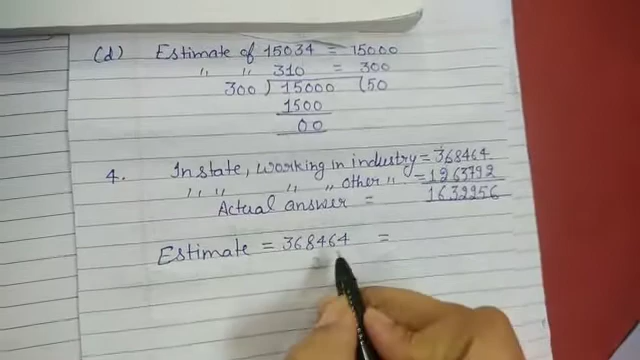 (d) Estimate of 15034 = 15000
" " 310 = 300
300 ) 15000 (50
1500
00
4. In state, working in industry = 368464
" " " " other " = 1263792
Actual answer = 1632256
Estimate = 368464 =